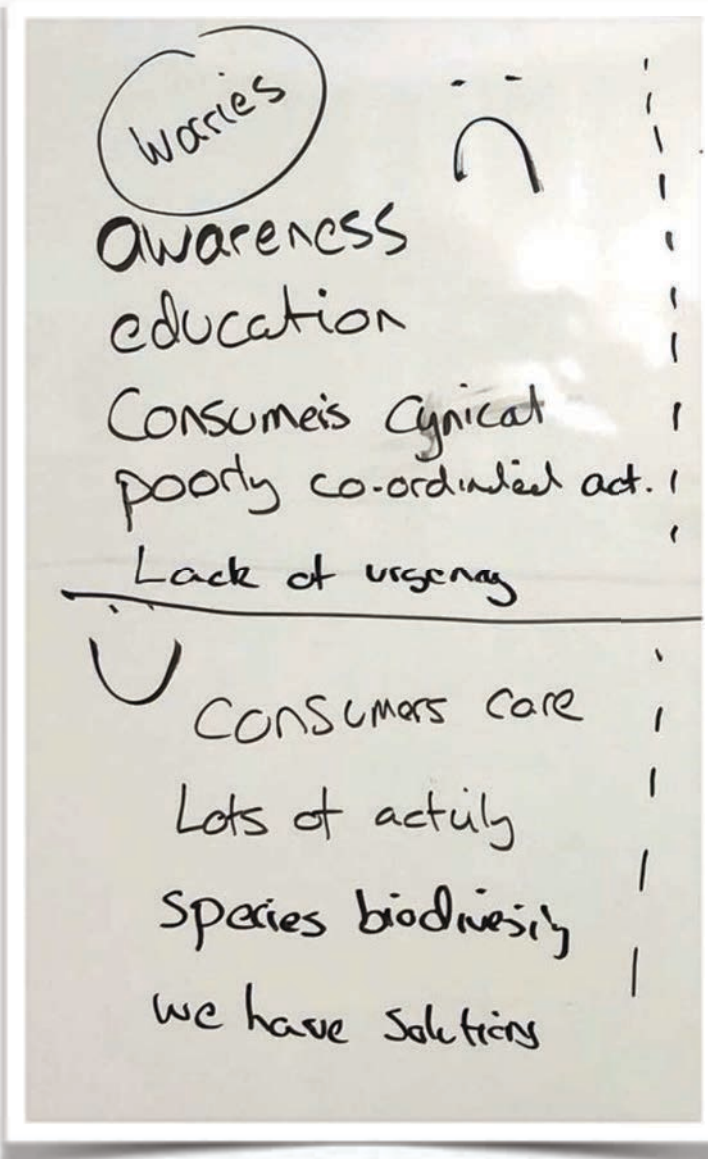 Worries
awareness
education
Consumers Cynical
poorly co-ordinated act.
Lack of urgency
Consumers care
Lots of activity
Species biodiversity
we have solutions